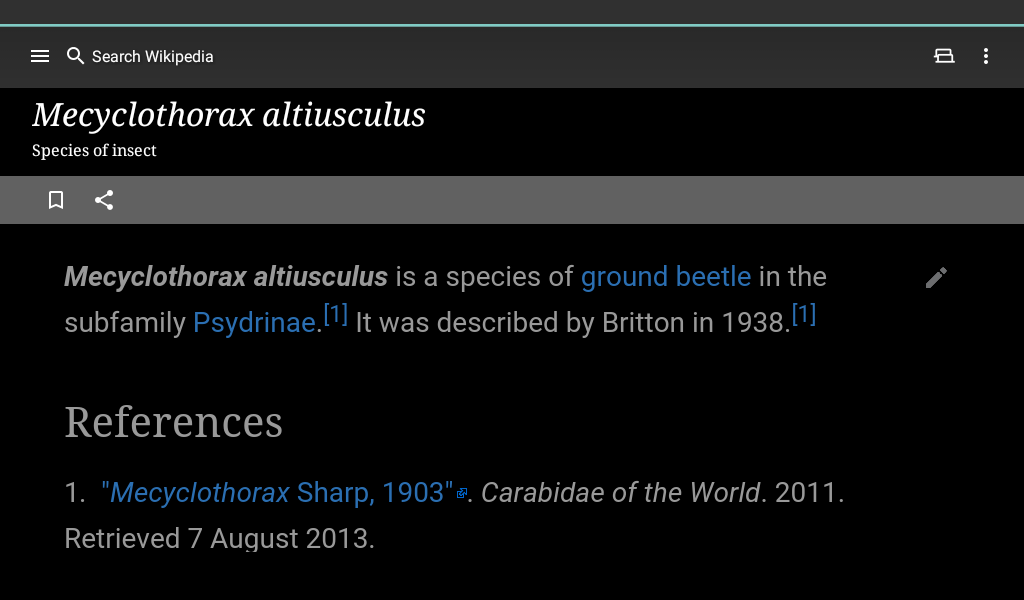 Search Wikipedia
Mecyclothorax altiusculus
Species of insect
Mecyclothorax altiusculus is a species of ground beetle in the
subfamily Psydrinae.[1] It was described by Britton in 1938.[1]
References
1. "Mecyclothorax Sharp, 1903". Carabidae of the World. 2011.
Retrieved 7 August 2013.